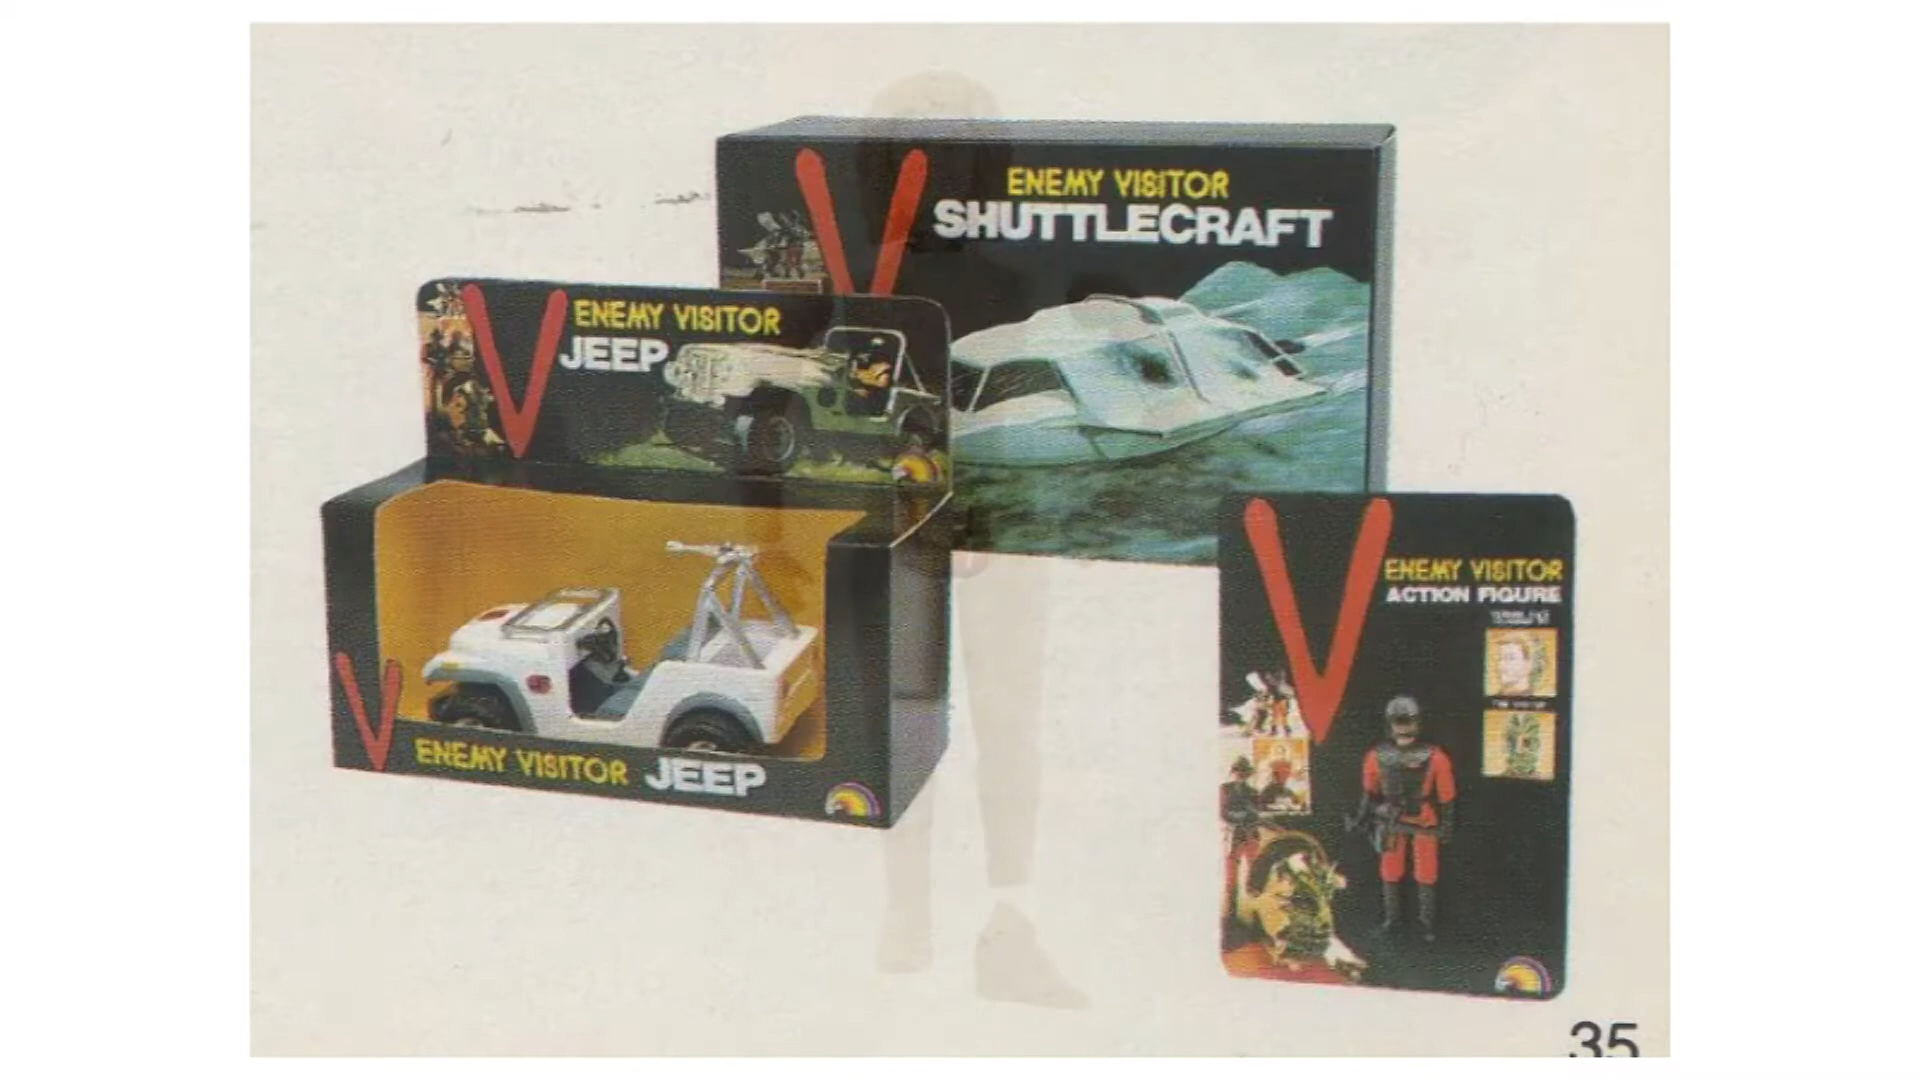 V
ENEMY VISITOR
SHUTTLECRAFT
V
ENEMY VISITOR
JEEP
V
ENEMY VISITOR JEEP
V
ENEMY VISITOR
ACTION FIGURE
35